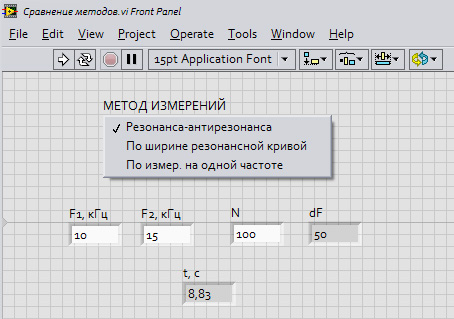 Сравнение методов.vi Front Panel
File Edit View Project Operate Tools Window Help
15pt Application Font
МЕТОД ИЗМЕРЕНИЙ
Резонанса-антирезонанса
По ширине резонансной кривой
По измер. на одной частоте
F1, кГц F2, кГц N dF
10 15 100 50
t, c
8,83